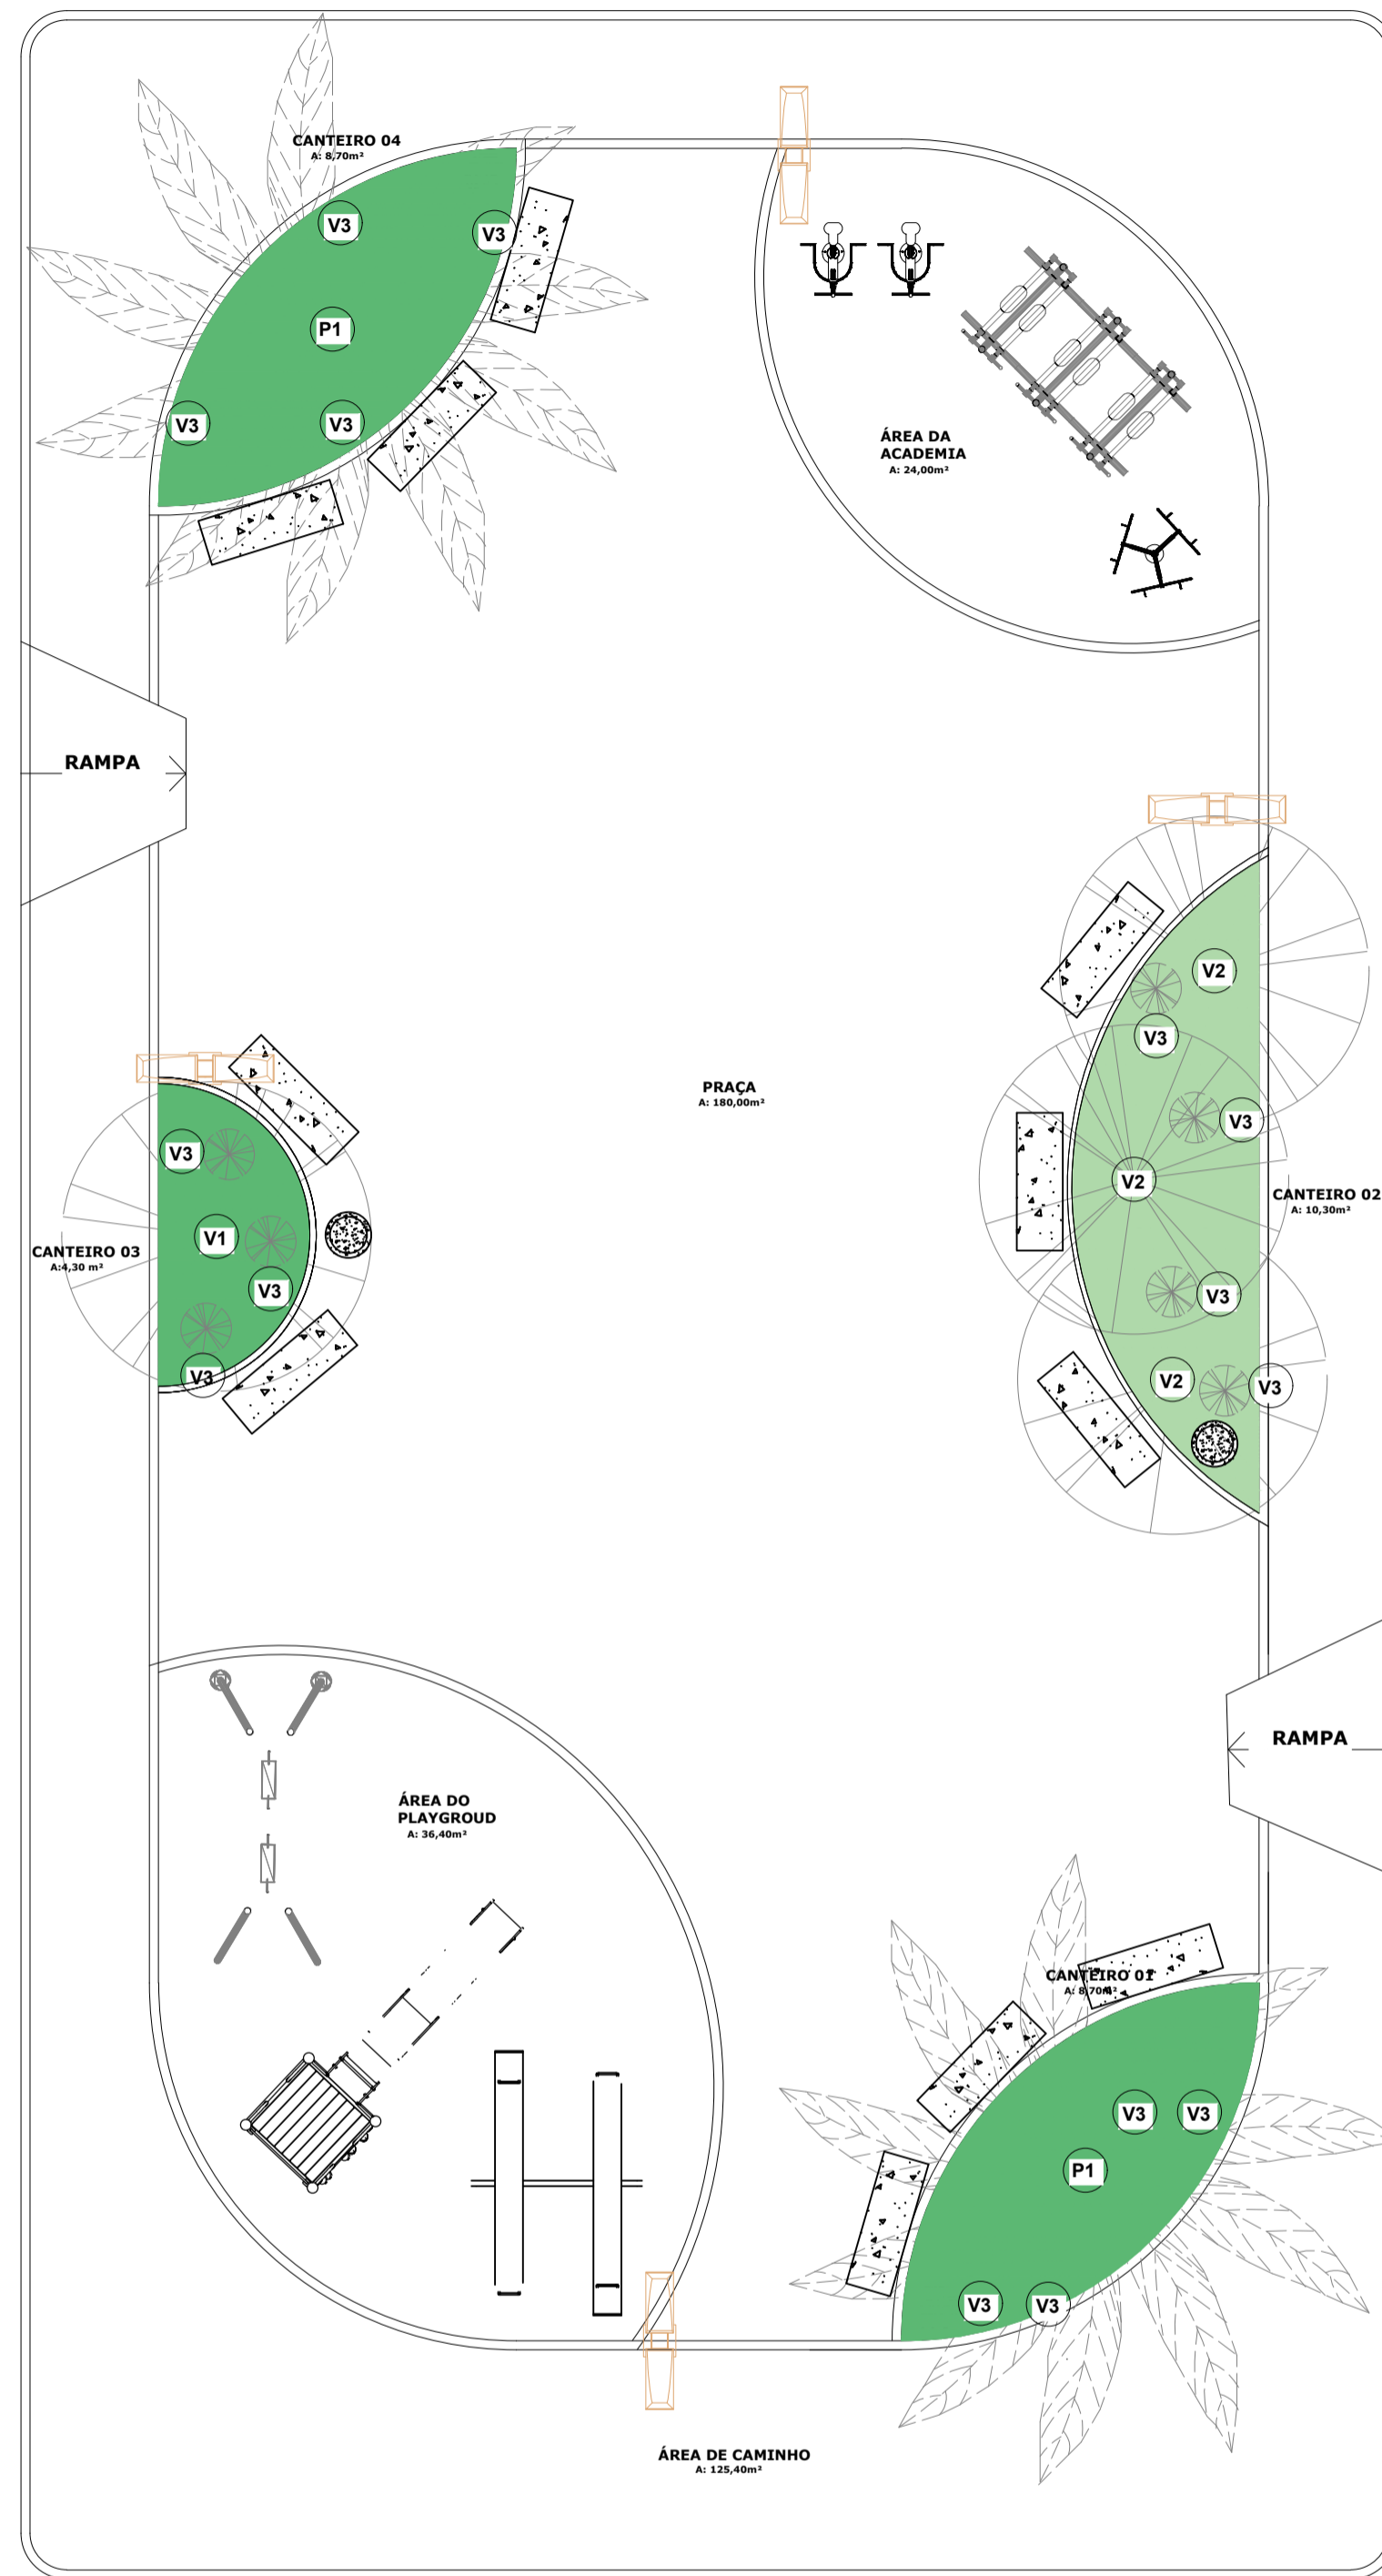 CANTEIRO 04
A: 8,70m²
V3
V3
P1
V3
V3
ÁREA DA
ACADEMIA
A: 24,00m²
RAMPA
V2
V3
V3
PRAÇA
A: 180,00m²
V3
V2
CANTEIRO 02
A: 10,30m²
V1
CANTEIRO 03
A:4,30 m²
V3
V3
V2
V3
V3
RAMPA
ÁREA DO
PLAYGROUD
A: 36,40m²
CANTEIRO 01
A: 8,70m²
V3
V3
P1
V3
V3
ÁREA DE CAMINHO
A: 125,40m²